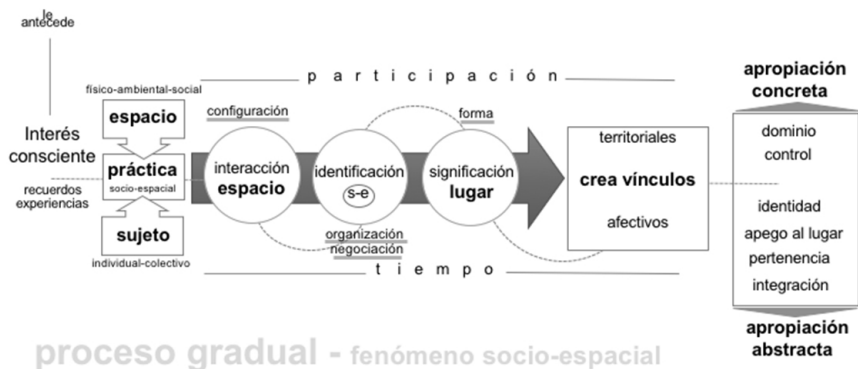 le
antecede
Interés
consciente
recuerdos
experiencias
físico-ambiental-social
espacio
práctica
socio-espacial
sujeto
individual-colectivo
participación
configuración
interacción
espacio
identificación
s-e
organización
negociación
forma
significación
lugar
tiempo
territoriales
crea vínculos
afectivos
apropiación
concreta
dominio
control
identidad
apego al lugar
pertenencia
integración
apropiación
abstracta
proceso gradual - fenómeno socio-espacial